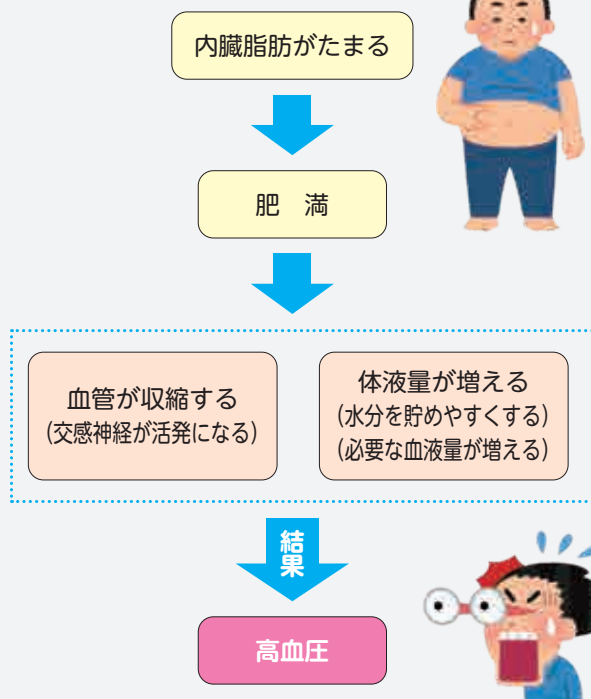 内臓脂肪がたまる
肥　満
血管が収縮する
(交感神経が活発になる)
体液量が増える
(水分を貯めやすくする)
(必要な血液量が増える)
結果
高血圧